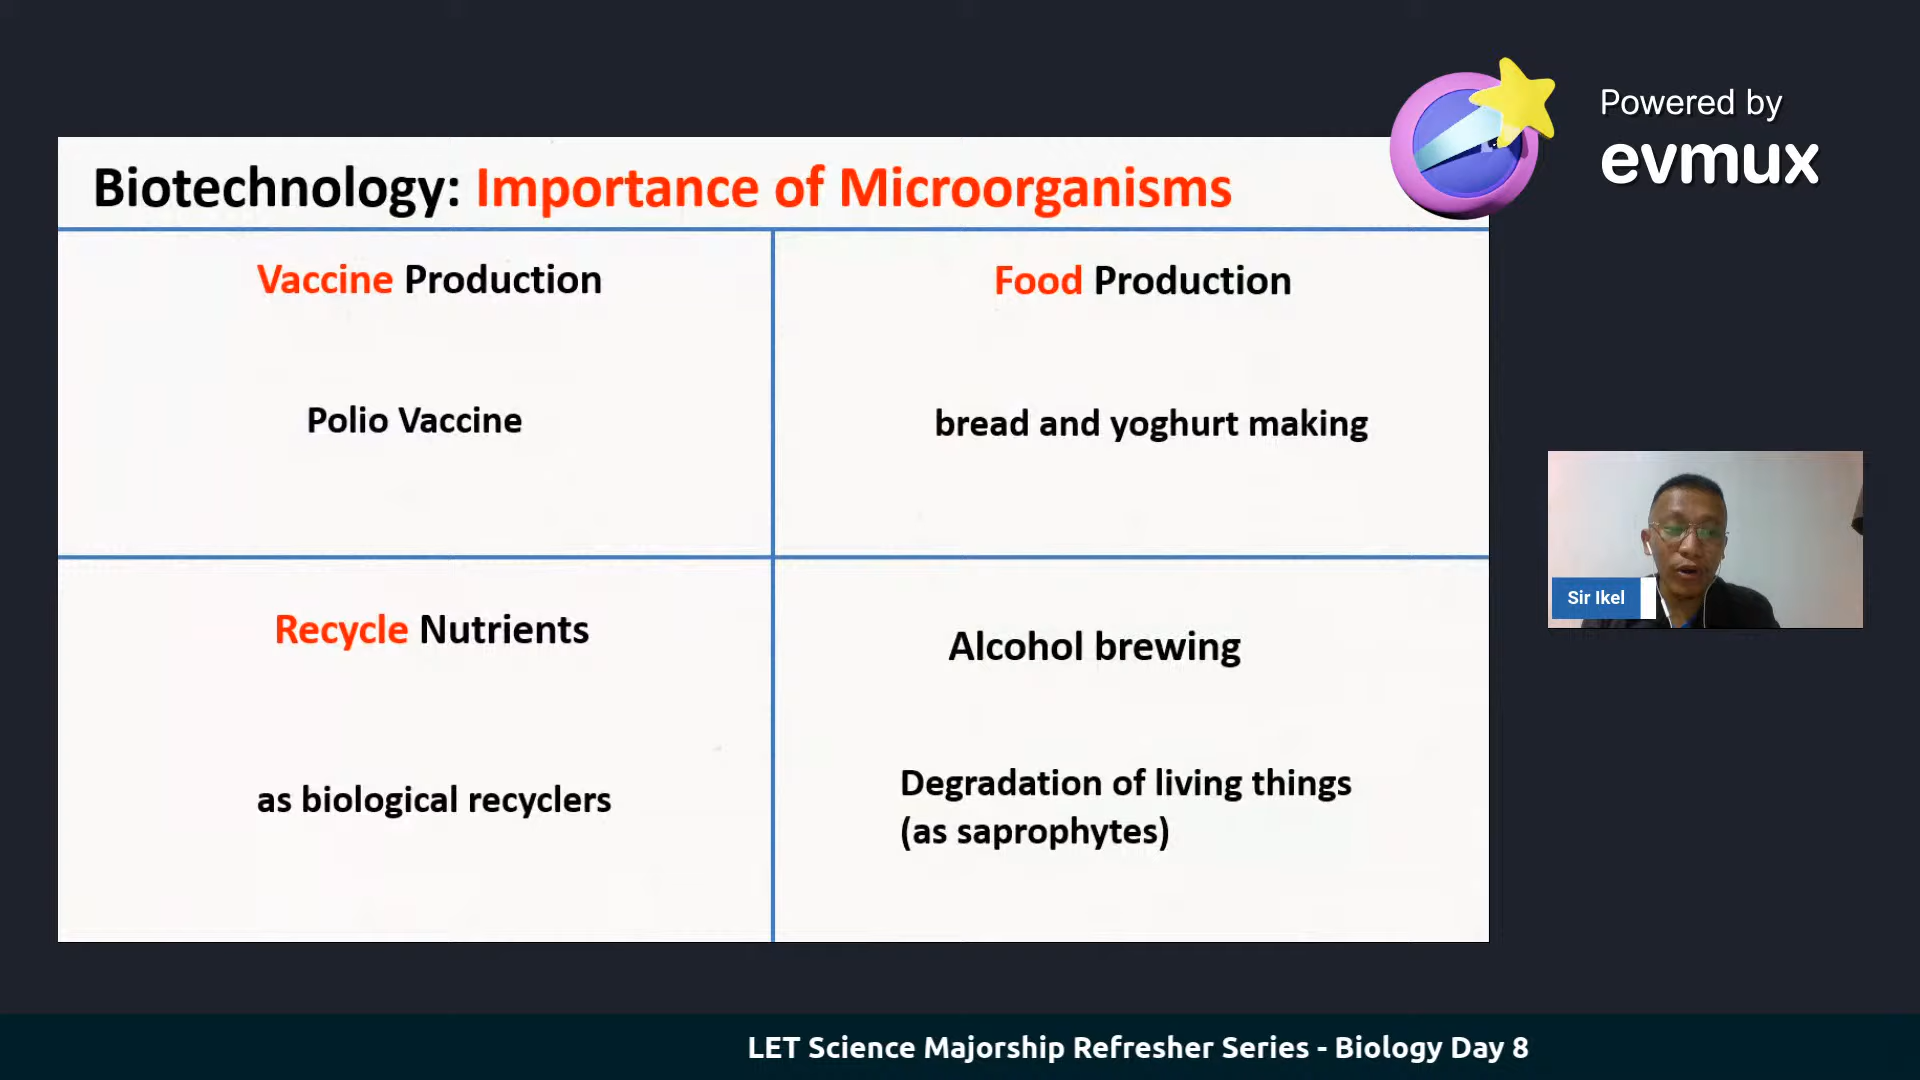 Powered by
evmux
Biotechnology: Importance of Microorganisms
Vaccine Production
Polio Vaccine
Food Production
bread and yoghurt making
Recycle Nutrients
as biological recyclers
Alcohol brewing
Degradation of living things
(as saprophytes)
Sir Ikel
LET Science Majorship Refresher Series - Biology Day 8